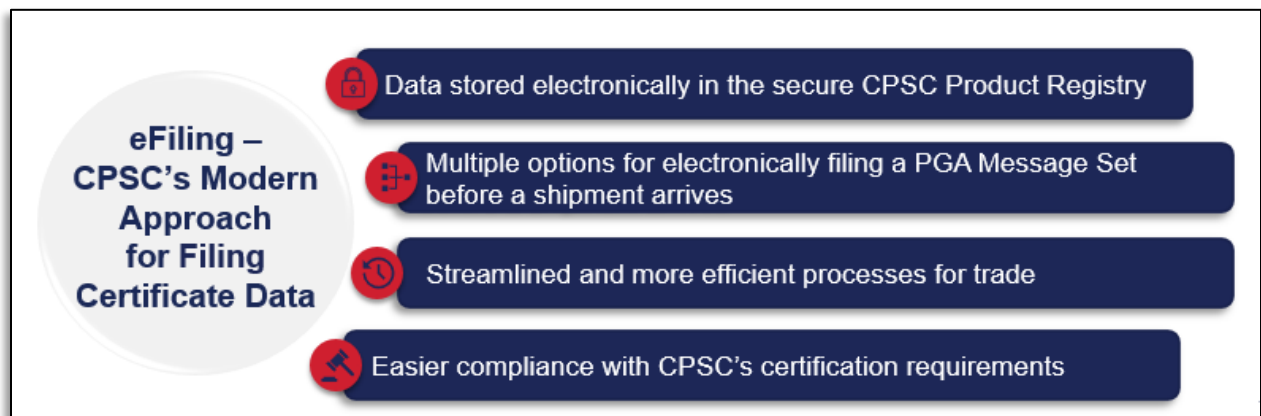 eFiling –
CPSC's Modern
Approach
for Filing
Certificate Data
Data stored electronically in the secure CPSC Product Registry
Multiple options for electronically filing a PGA Message Set
before a shipment arrives
Streamlined and more efficient processes for trade
Easier compliance with CPSC's certification requirements